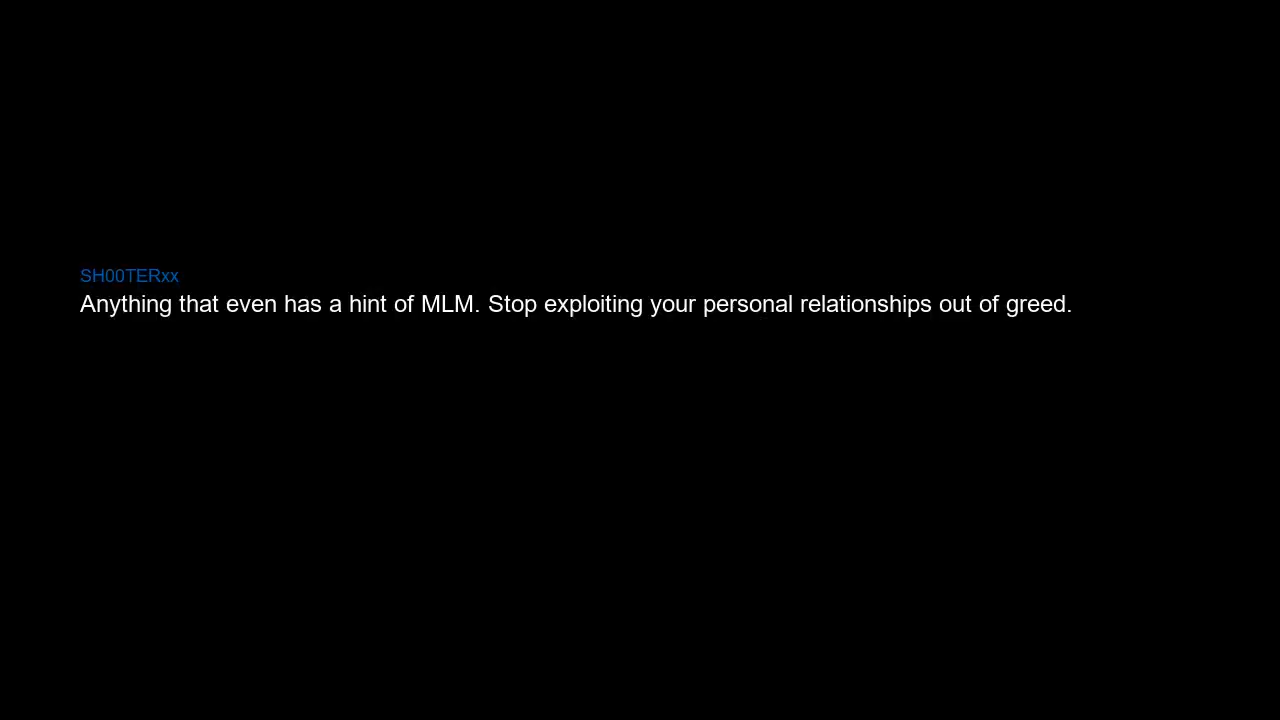 SH00TERxx
Anything that even has a hint of MLM. Stop exploiting your personal relationships out of greed.